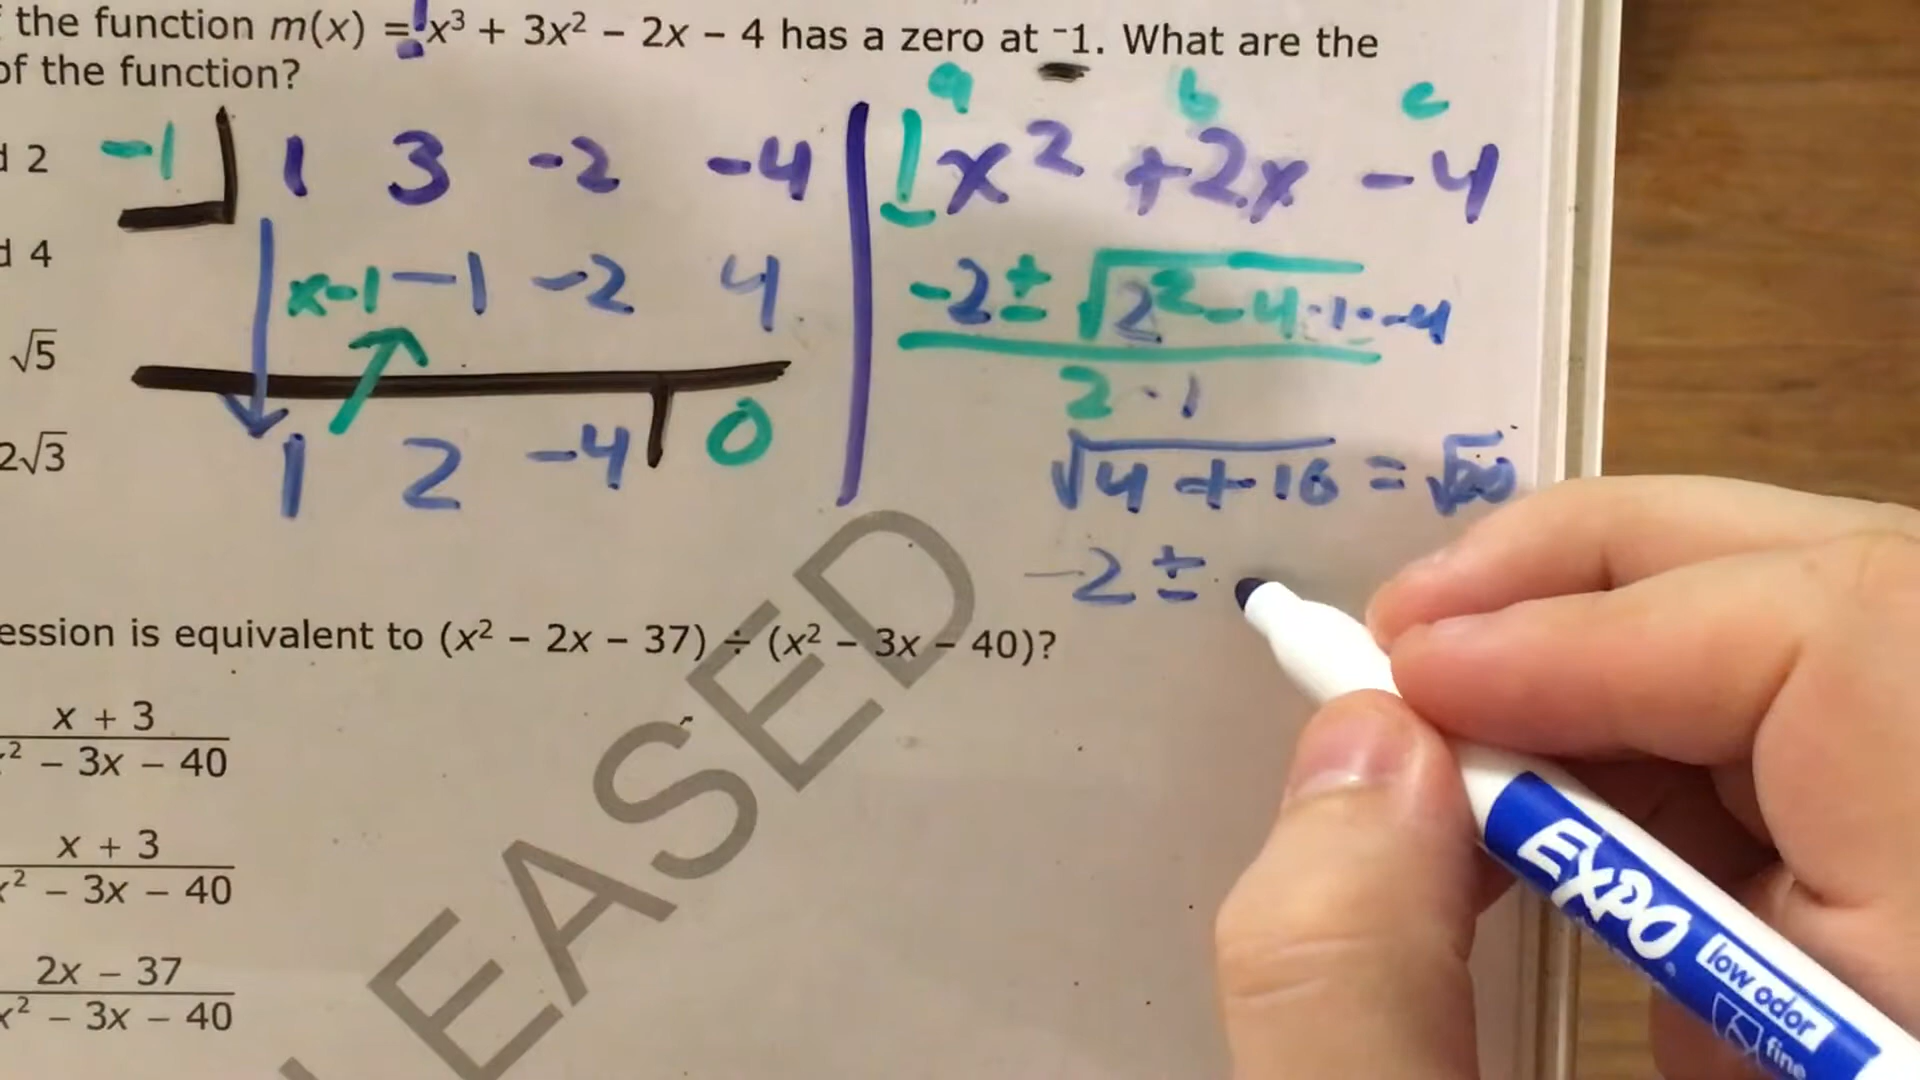 the function m(x) = x³ + 3x² – 2x – 4 has a zero at ⁻1. What are the
of the function?
a b c
d 2
-1 1 3 -2 -4
1x² +2x -4
d 4
x-1 -1 -2 4
-2 ± √2² - 4 · 1 · -4
2 · 1
√5
1 2 -4 0
√4 + 16 = √20
2√3
-2 ±
ession is equivalent to (x² – 2x – 37) ÷ (x² – 3x – 40)?
x + 3
² – 3x – 40
x + 3
x² – 3x – 40
2x – 37
x² – 3x – 40
EASED
EXPO
low odor
fine